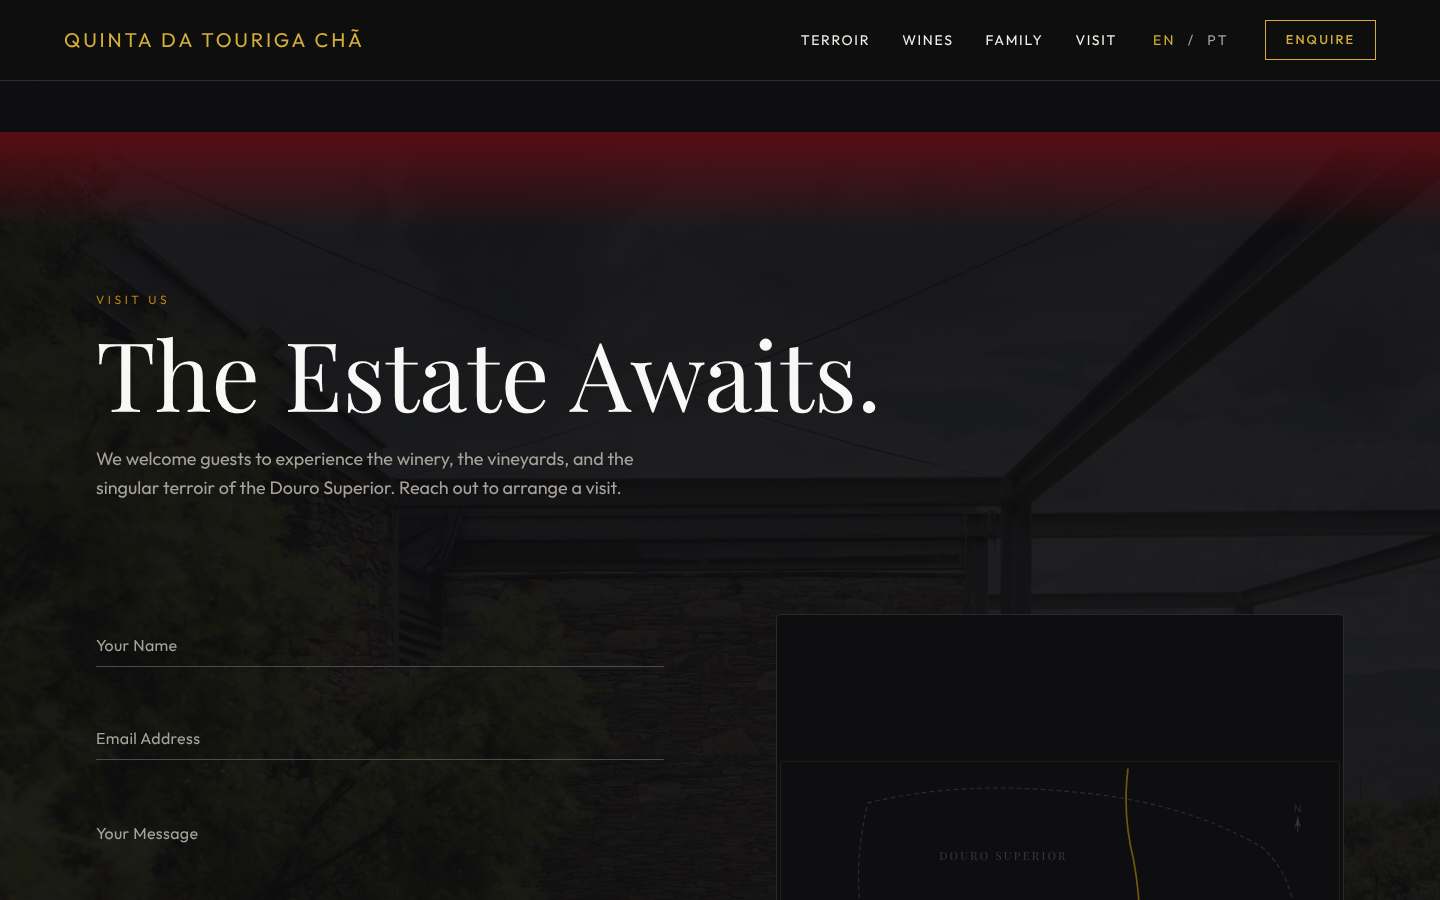 QUINTA DA TOURIGA CHÃ
TERROIR
WINES
FAMILY
VISIT
EN / PT
ENQUIRE
VISIT US
The Estate Awaits.
We welcome guests to experience the winery, the vineyards, and the
singular terroir of the Douro Superior. Reach out to arrange a visit.
Your Name
Email Address
Your Message
N
DOURO SUPERIOR